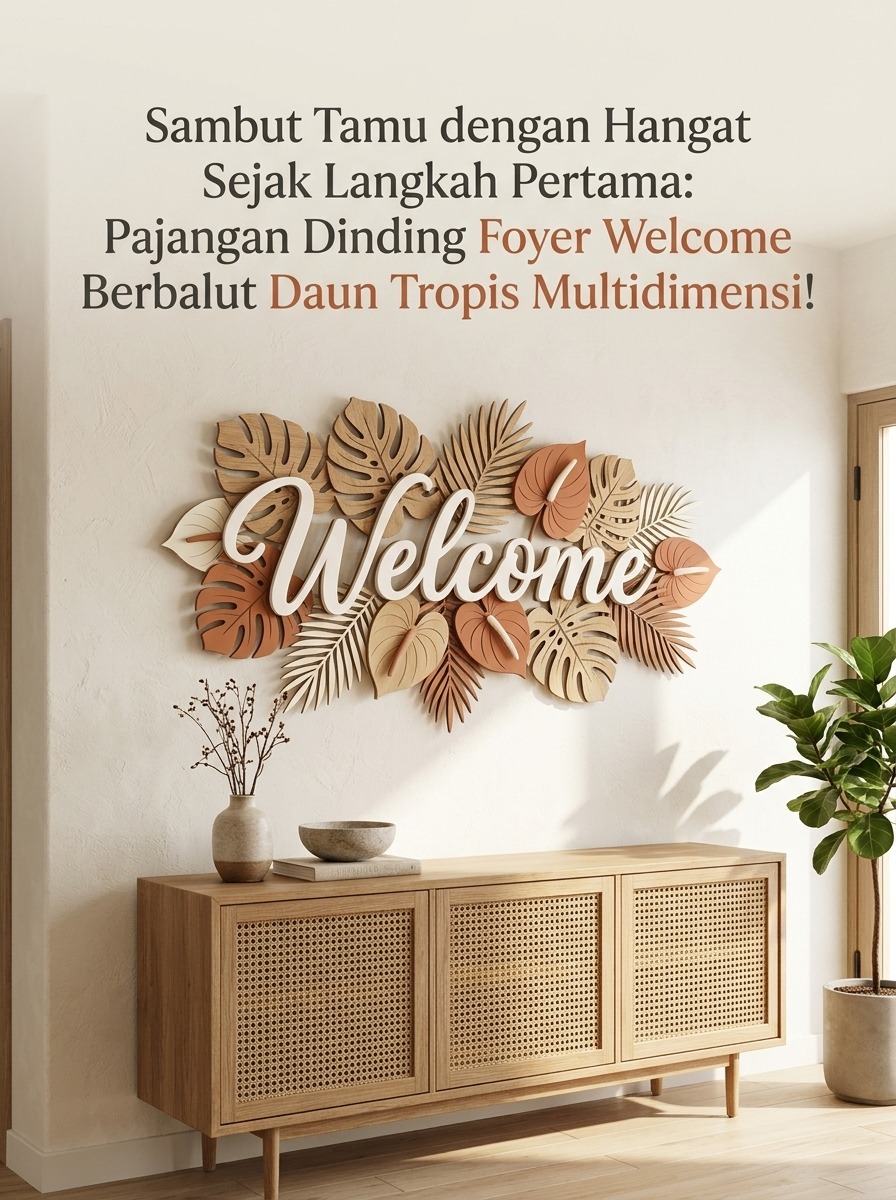 Sambut Tamu dengan Hangat
Sejak Langkah Pertama:
Pajangan Dinding Foyer Welcome
Berbalut Daun Tropis Multidimensi!
Welcome